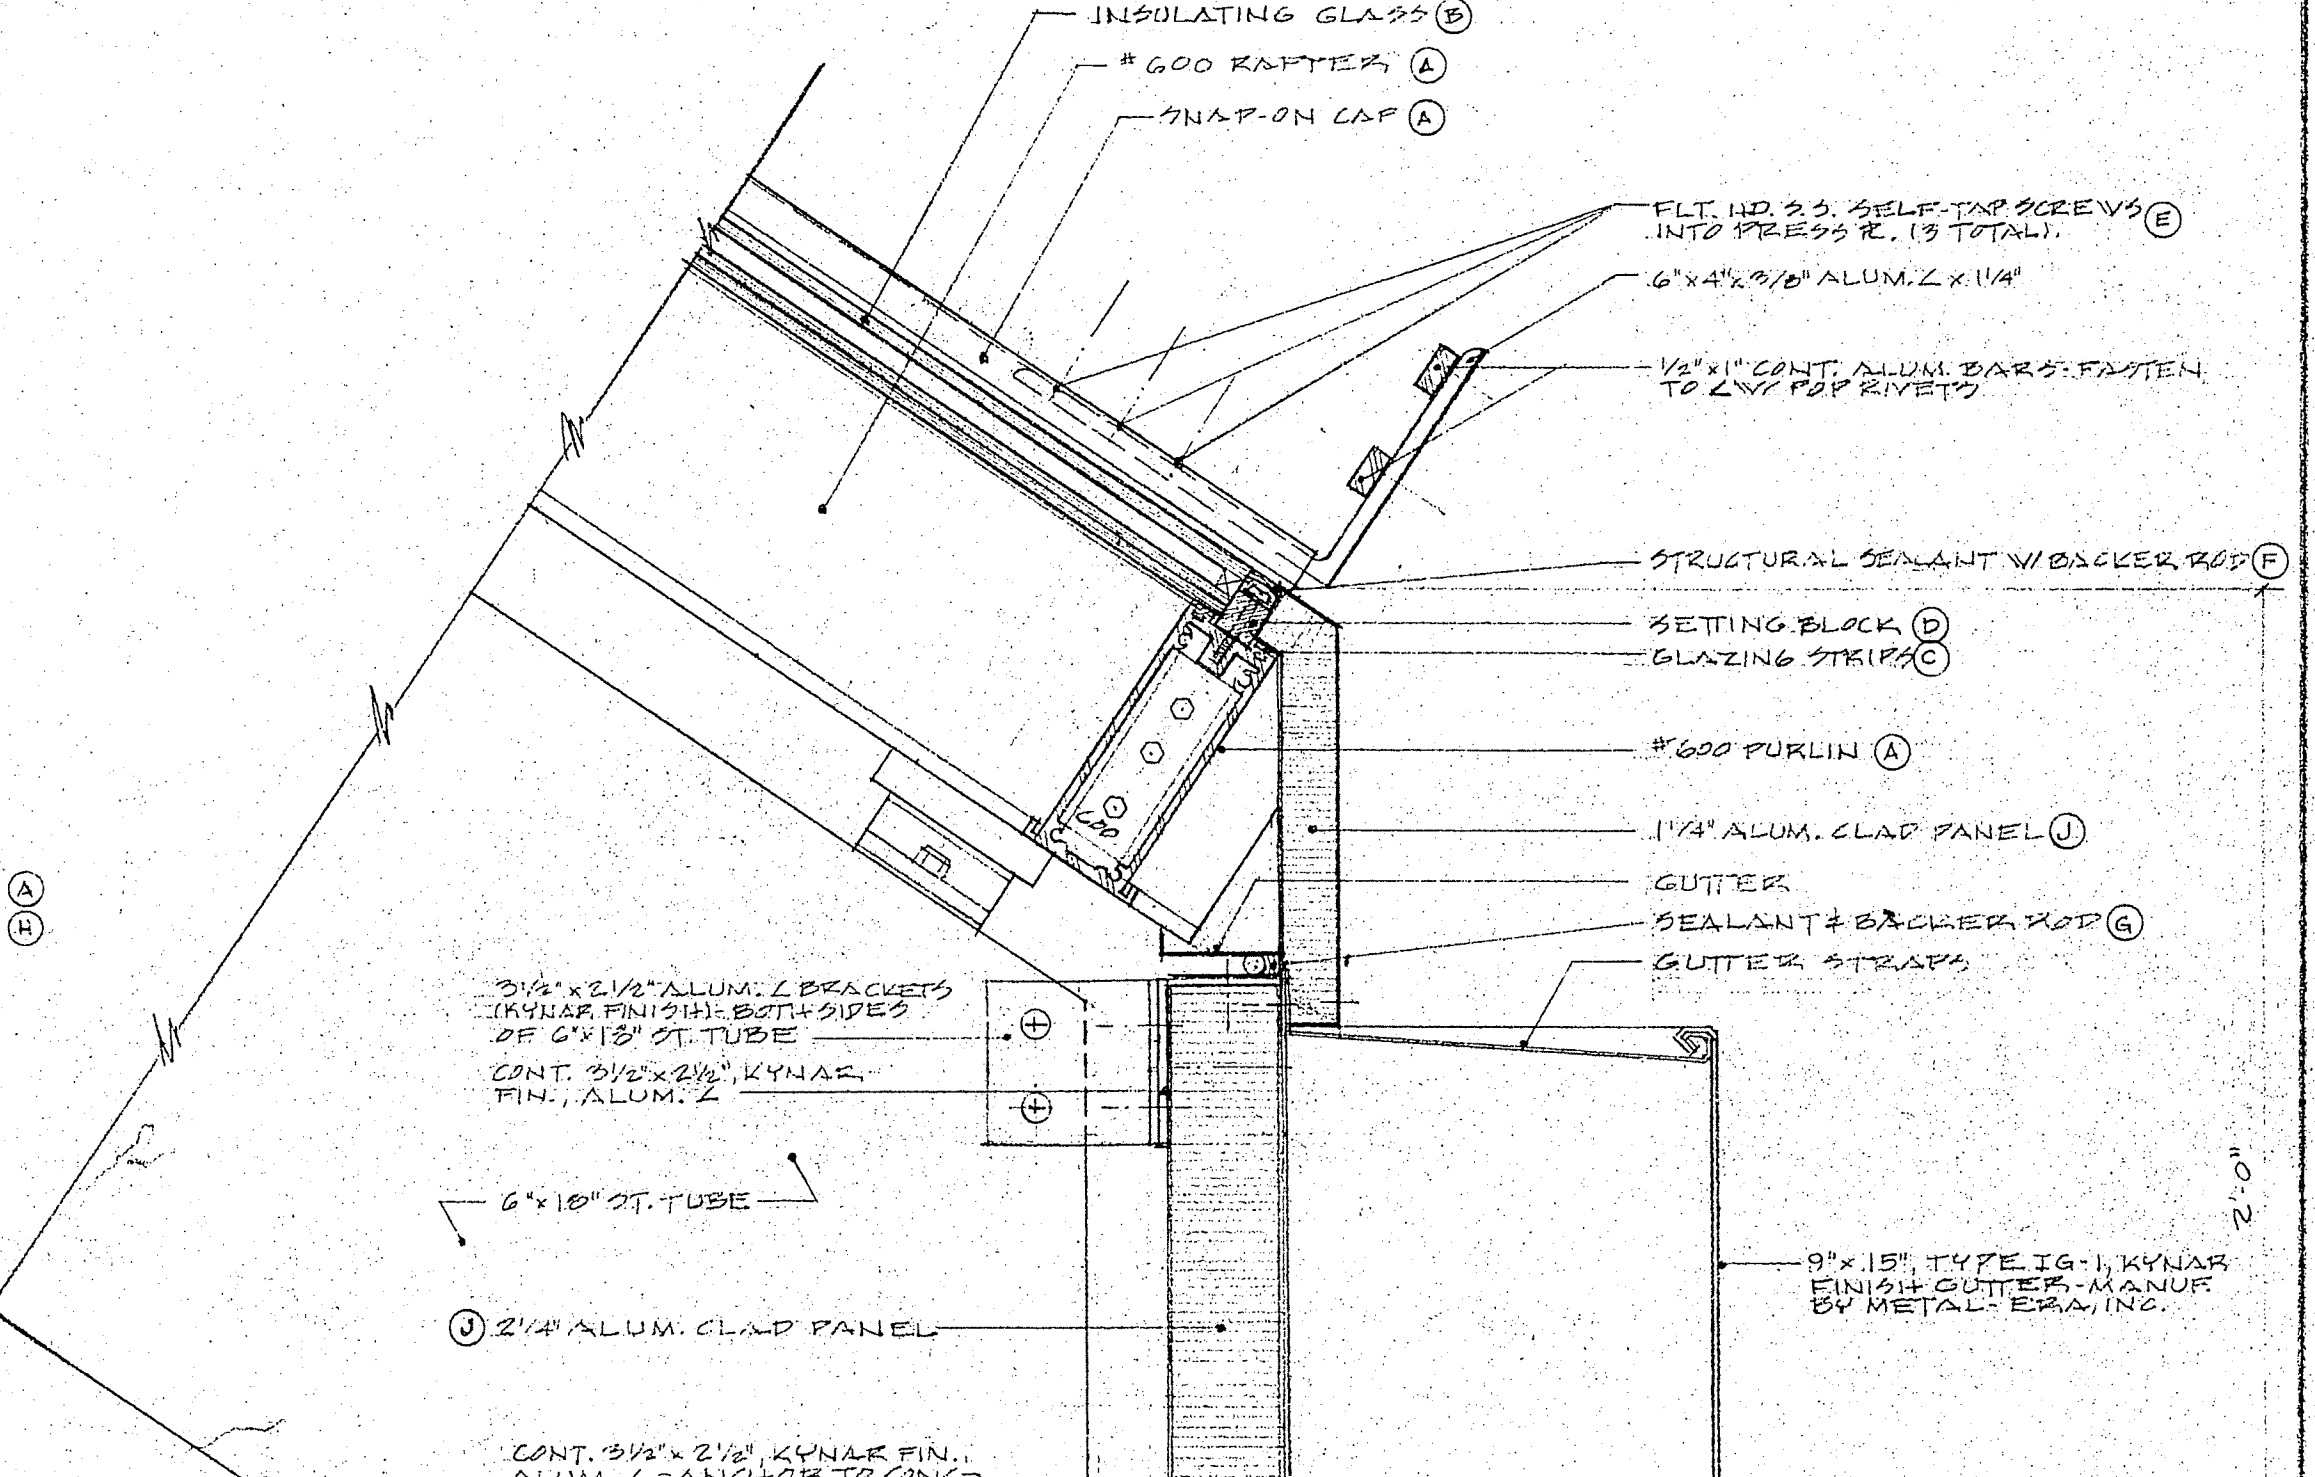 INSULATING GLASS (B)
#600 RAFTER (A)
SNAP-ON CAP (A)
FLT. HD. S.S. SELF-TAP SCREWS (E)
INTO PRESS ℞. (3 TOTAL).
6"x4"x3/8" ALUM. ∠ x 1 1/4"
1/2"x1" CONT. ALUM. BARS-FASTEN
TO ∠ W/ POP RIVETS
STRUCTURAL SEALANT W/ BACKER ROD (F)
SETTING BLOCK (D)
GLAZING STRIPS (C)
#600 PURLIN (A)
600
1 1/4" ALUM. CLAD PANEL (J)
GUTTER
SEALANT & BACKER ROD (G)
GUTTER STRAPS
(A)
(H)
3 1/2"x2 1/2" ALUM. ∠ BRACKETS
(KYNAR FINISH)-BOTH SIDES
OF 6"x18" ST. TUBE
CONT. 3 1/2"x2 1/2", KYNAR
FIN., ALUM. ∠
6"x18" ST. TUBE
2'-0"
9"x15", TYPE IG-1, KYNAR
FINISH GUTTER-MANUF.
BY METAL-ERA, INC.
(J) 2 1/4" ALUM. CLAD PANEL
CONT. 3 1/2"x2 1/2", KYNAR FIN.,
ALUM. ∠-ANCHOR TO CONC-